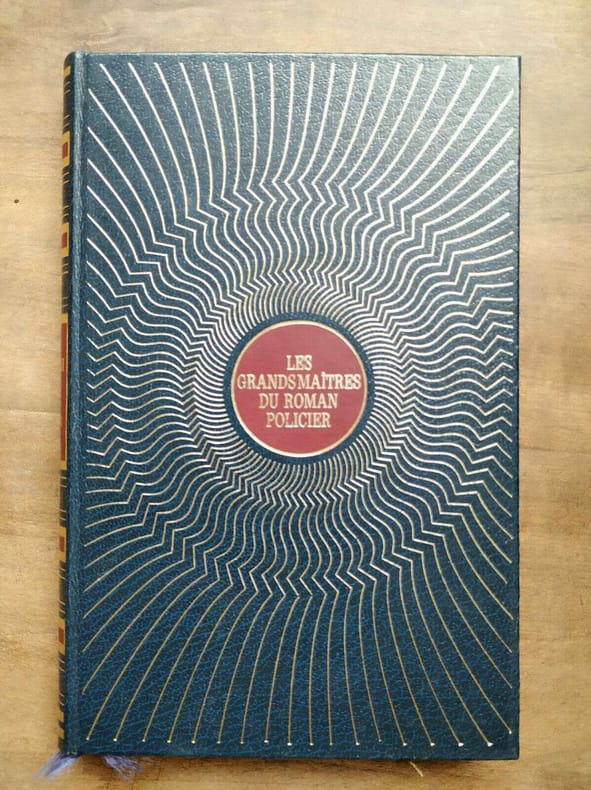 LES
GRANDS MAÎTRES
DU ROMAN
POLICIER